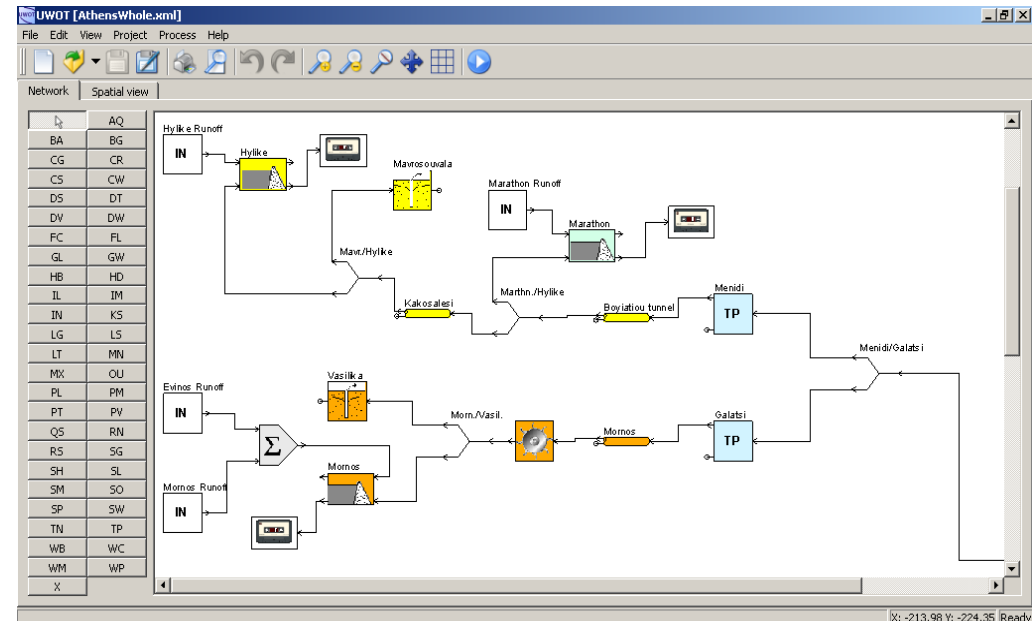 UWOT [AthensWhole.xml]
File Edit View Project Process Help
Network Spatial view
AQ
BA BG
CG CR
CS CW
DS DT
DV DW
FC FL
GL GW
HB HD
IL IM
IN KS
LG LS
LT MN
MX OU
PL PM
PT PV
QS RN
RS SG
SH SL
SM SO
SP SW
TN TP
WB WC
WM WP
X
Hylike Runoff
IN
Hylike
Mavrosouvala
Marathon Runoff
IN
Marathon
Mavr./Hylike
Kakosalesi
Marthn./Hylike
Boyiatiou tunnel
Menidi
TP
Menidi/Galatsi
Evinos Runoff
IN
Vasilika
Σ
Morn./Vasil.
Mornos
Galatsi
TP
Mornos
Mornos Runoff
IN
X: -213.98 Y: -224.35 Ready